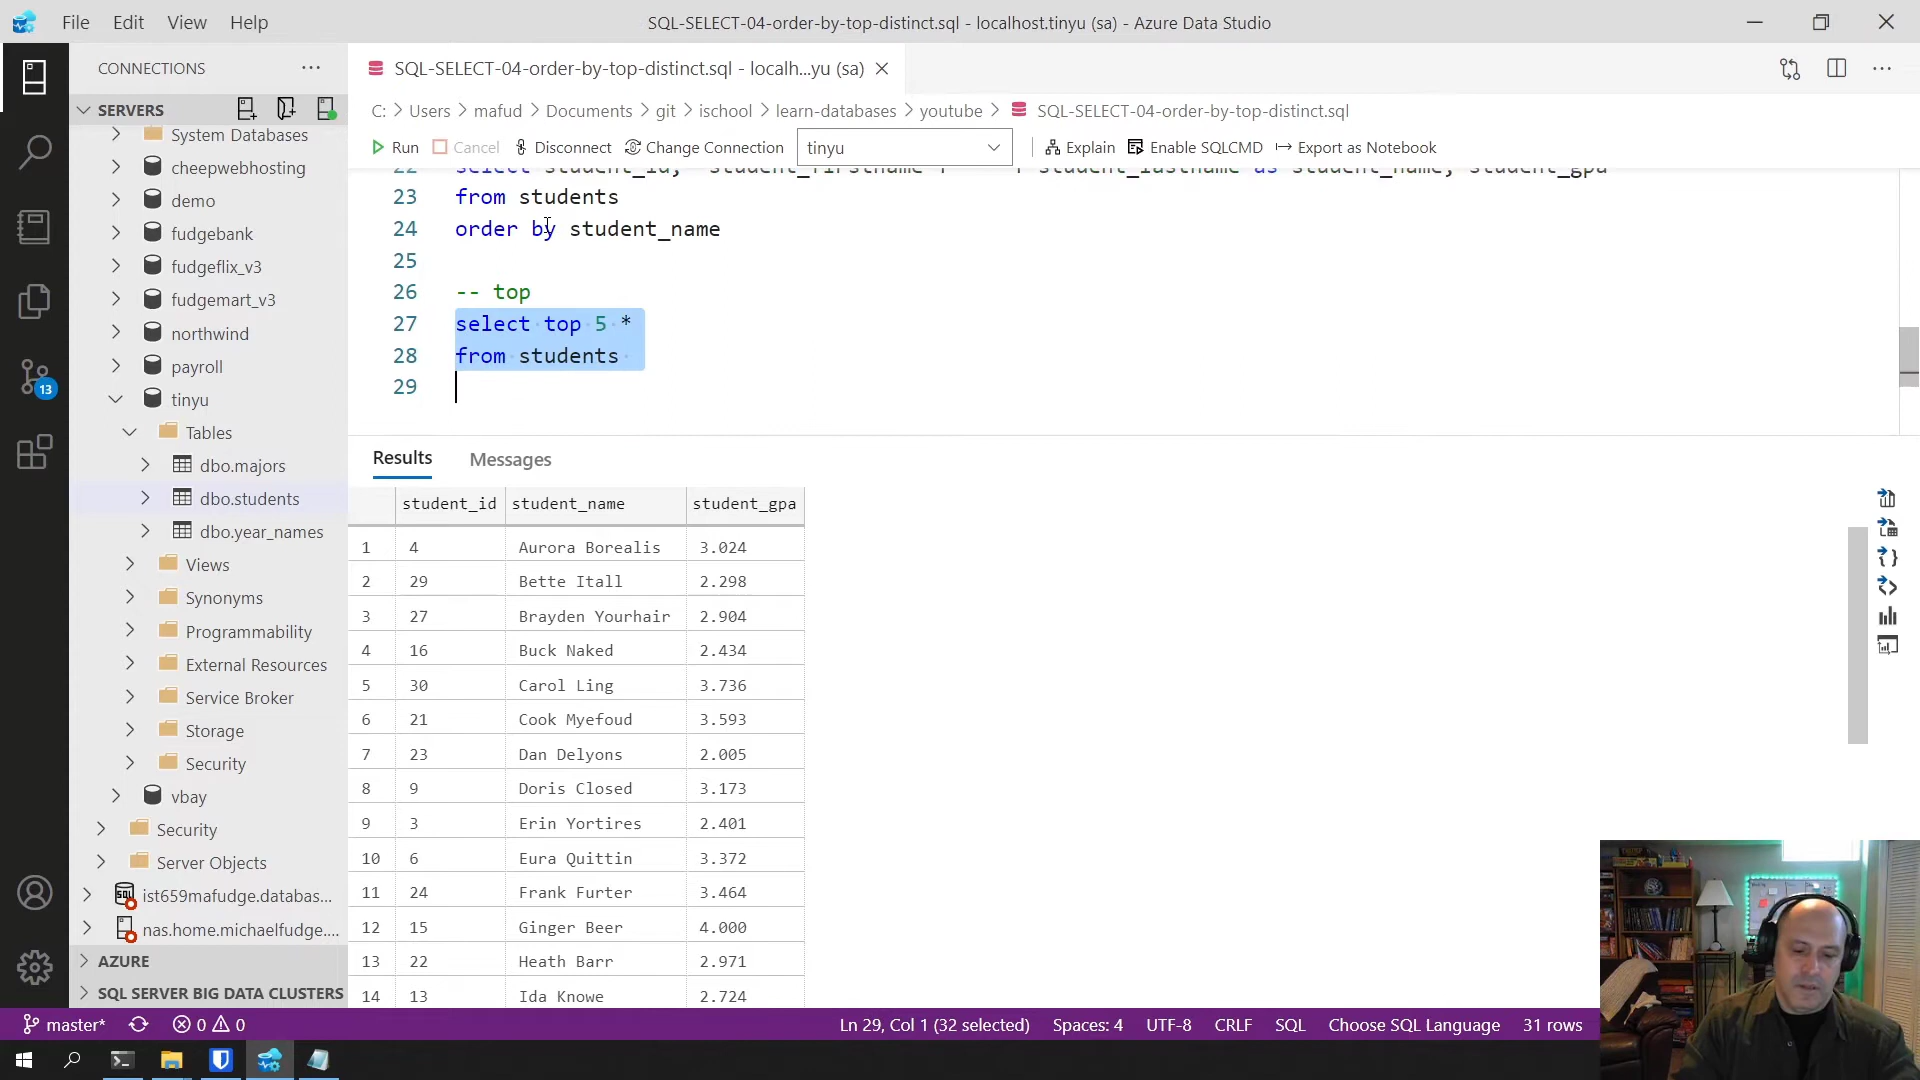 File Edit View Help
SQL-SELECT-04-order-by-top-distinct.sql - localhost.tinyu (sa) - Azure Data Studio
CONNECTIONS
SQL-SELECT-04-order-by-top-distinct.sql - localh...yu (sa)
SERVERS
C: > Users > mafud > Documents > git > ischool > learn-databases > youtube > SQL-SELECT-04-order-by-top-distinct.sql
Run Cancel Disconnect Change Connection tinyu Explain Enable SQLCMD Export as Notebook
System Databases
cheepwebhosting
demo
fudgebank
fudgeflix_v3
fudgemart_v3
northwind
payroll
tinyu
Tables
dbo.majors
dbo.students
dbo.year_names
Views
Synonyms
Programmability
External Resources
Service Broker
Storage
Security
vbay
Security
Server Objects
ist659mafudge.databas...
nas.home.michaelfudge....
AZURE
SQL SERVER BIG DATA CLUSTERS
13
22 select student_id, student_firstname + ' ' + student_lastname as student_name, student_gpa
23 from students
24 order by student_name
25
26 -- top
27 select top 5 *
28 from students
29
Results Messages
student_id student_name student_gpa
1 4 Aurora Borealis 3.024
2 29 Bette Itall 2.298
3 27 Brayden Yourhair 2.904
4 16 Buck Naked 2.434
5 30 Carol Ling 3.736
6 21 Cook Myefoud 3.593
7 23 Dan Delyons 2.005
8 9 Doris Closed 3.173
9 3 Erin Yortires 2.401
10 6 Eura Quittin 3.372
11 24 Frank Furter 3.464
12 15 Ginger Beer 4.000
13 22 Heath Barr 2.971
14 13 Ida Knowe 2.724
master* 0 0 Ln 29, Col 1 (32 selected) Spaces: 4 UTF-8 CRLF SQL Choose SQL Language 31 rows